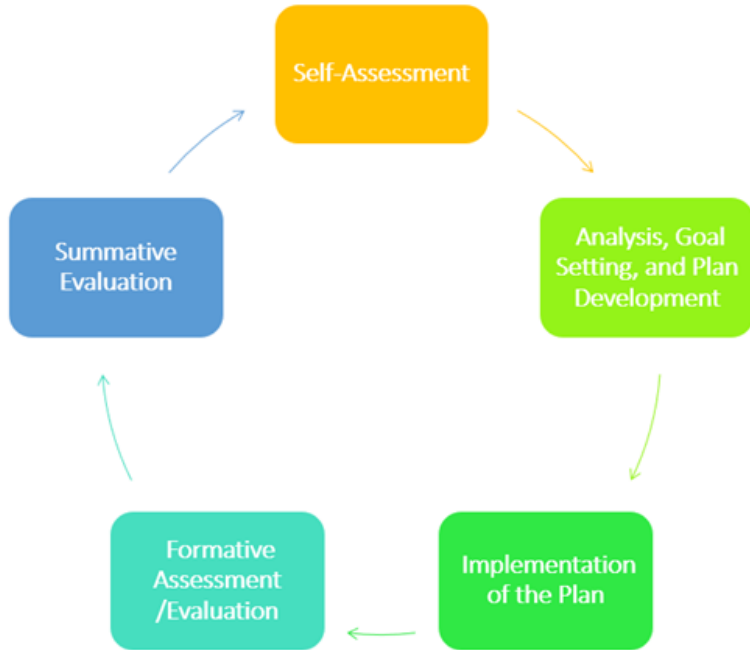 Self-Assessment
Analysis, Goal
Setting, and Plan
Development
Implementation
of the Plan
Formative
Assessment
/Evaluation
Summative
Evaluation